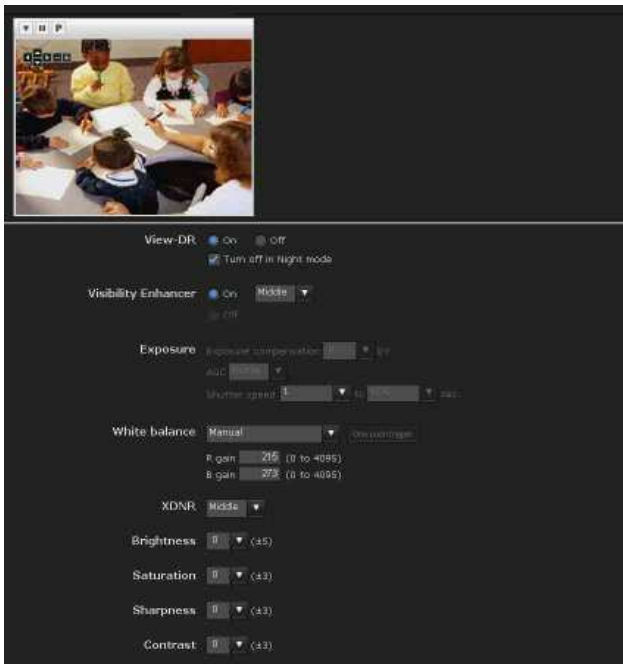 P
View-DR On Off
Turn off in Night mode
Visibility Enhancer On Middle
Off
Exposure Exposure compensation EV
AGC Middle
Shutter speed 1 to sec.
White balance Manual One push trigger
R gain 215 (0 to 4095)
B gain 273 (0 to 4095)
XDNR Middle
Brightness 0 (±5)
Saturation 0 (±3)
Sharpness 0 (±3)
Contrast 0 (±3)